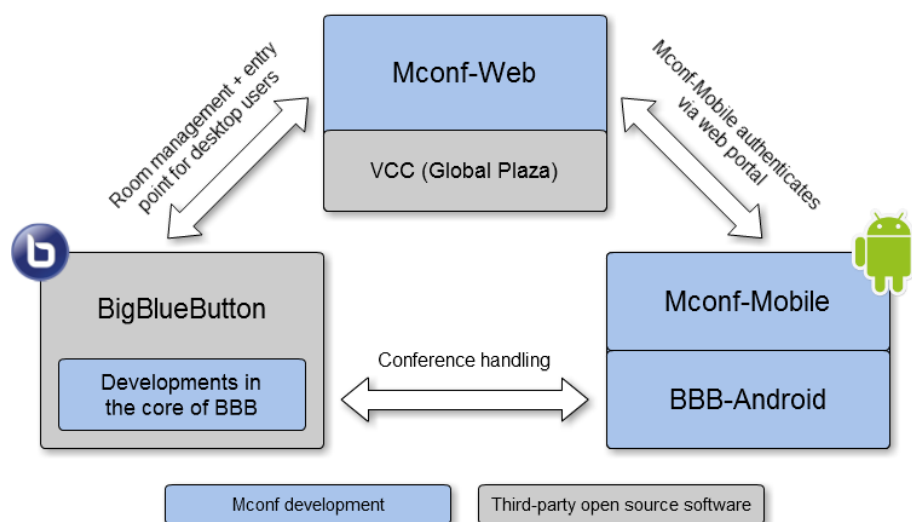 Mconf-Web
VCC (Global Plaza)
Room management + entry
point for desktop users
Mconf-Mobile authenticates
via web portal
b
BigBlueButton
Developments in
the core of BBB
Conference handling
Mconf-Mobile
BBB-Android
Mconf development
Third-party open source software